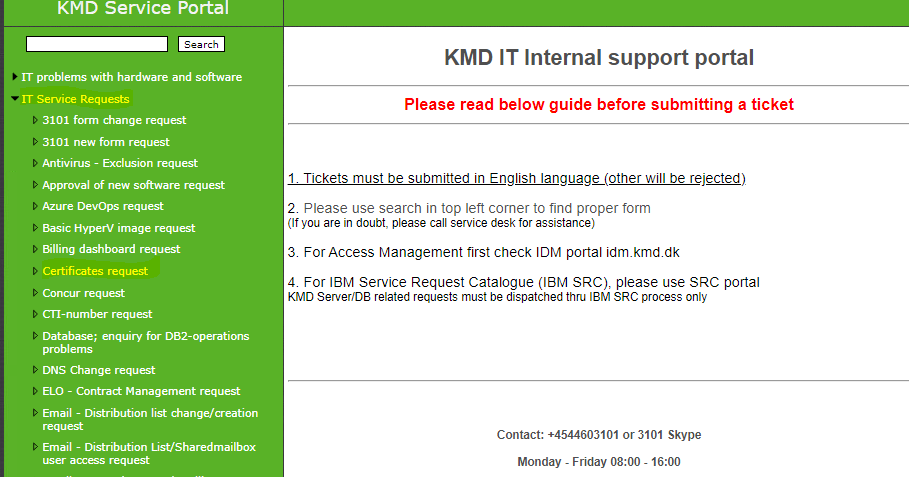 KMD Service Portal
Search
IT problems with hardware and software
IT Service Requests
3101 form change request
3101 new form request
Antivirus - Exclusion request
Approval of new software request
Azure DevOps request
Basic HyperV image request
Billing dashboard request
Certificates request
Concur request
CTI-number request
Database; enquiry for DB2-operations
problems
DNS Change request
ELO - Contract Management request
Email - Distribution list change/creation
request
Email - Distribution List/Sharedmailbox
user access request
KMD IT Internal support portal
Please read below guide before submitting a ticket
1. Tickets must be submitted in English language (other will be rejected)
2. Please use search in top left corner to find proper form
(If you are in doubt, please call service desk for assistance)
3. For Access Management first check IDM portal idm.kmd.dk
4. For IBM Service Request Catalogue (IBM SRC), please use SRC portal
KMD Server/DB related requests must be dispatched thru IBM SRC process only
Contact: +4544603101 or 3101 Skype
Monday - Friday 08:00 - 16:00